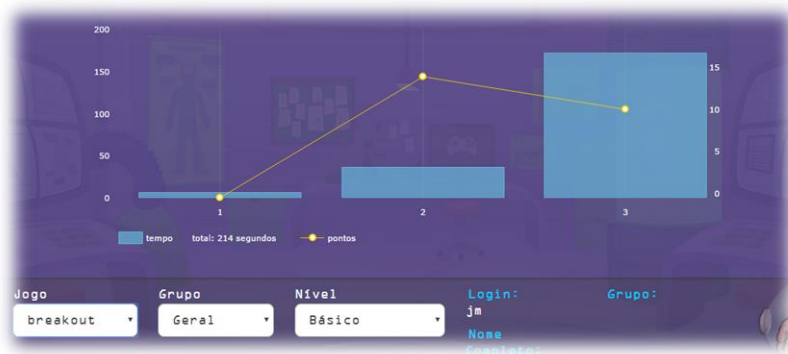 200
150
100
50
0
15
10
5
0
1
2
3
tempo total: 214 segundos pontos
Jogo
breakout
Grupo
Geral
Nível
Básico
Login:
jm
Nome
Completo:
Grupo: